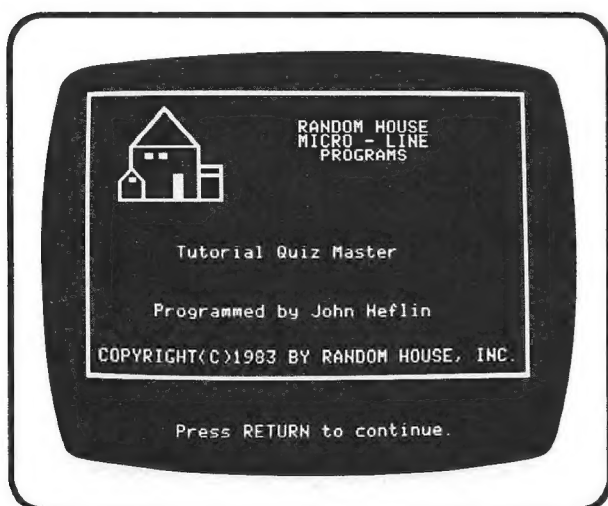 RANDOM HOUSE
MICRO - LINE
PROGRAMS
Tutorial Quiz Master
Programmed by John Heflin
COPYRIGHT(C)1983 BY RANDOM HOUSE, INC.
Press RETURN to continue.